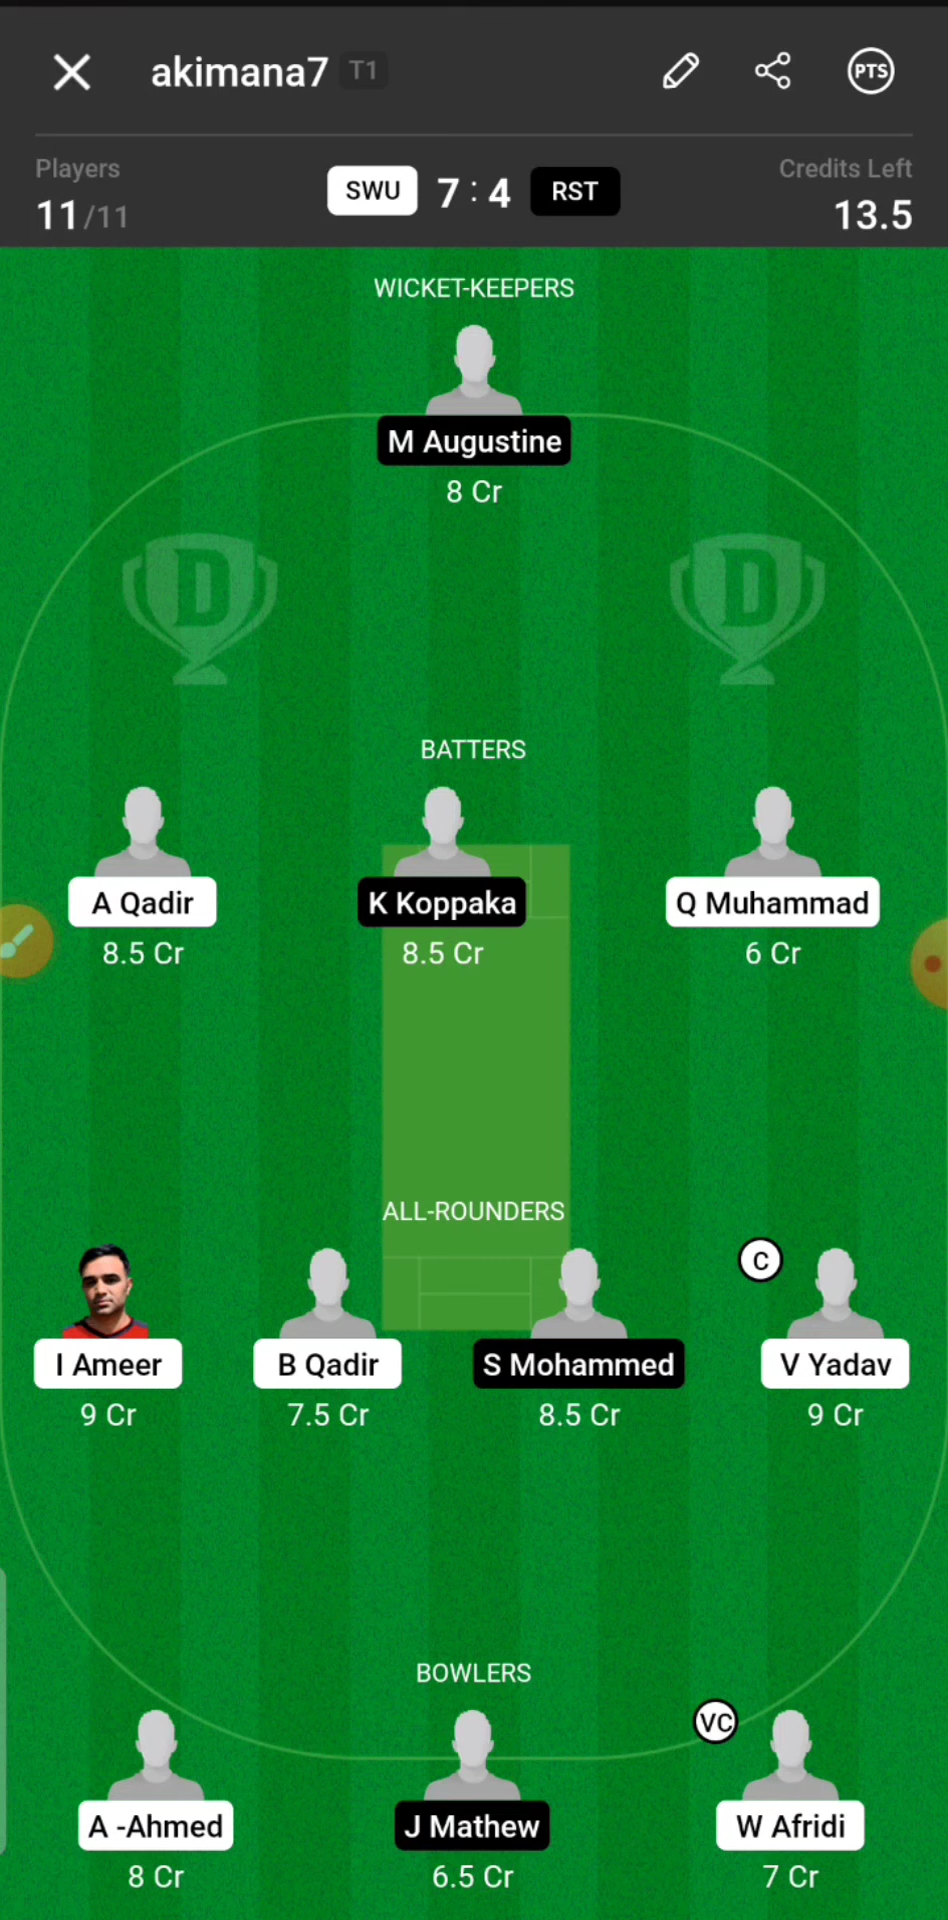 akimana7 T1 PTS
Players Credits Left
11/11 SWU 7 : 4 RST 13.5
WICKET-KEEPERS
M Augustine
8 Cr
D D
BATTERS
A Qadir K Koppaka Q Muhammad
8.5 Cr 8.5 Cr 6 Cr
ALL-ROUNDERS
C
I Ameer B Qadir S Mohammed V Yadav
9 Cr 7.5 Cr 8.5 Cr 9 Cr
BOWLERS
VC
A -Ahmed J Mathew W Afridi
8 Cr 6.5 Cr 7 Cr